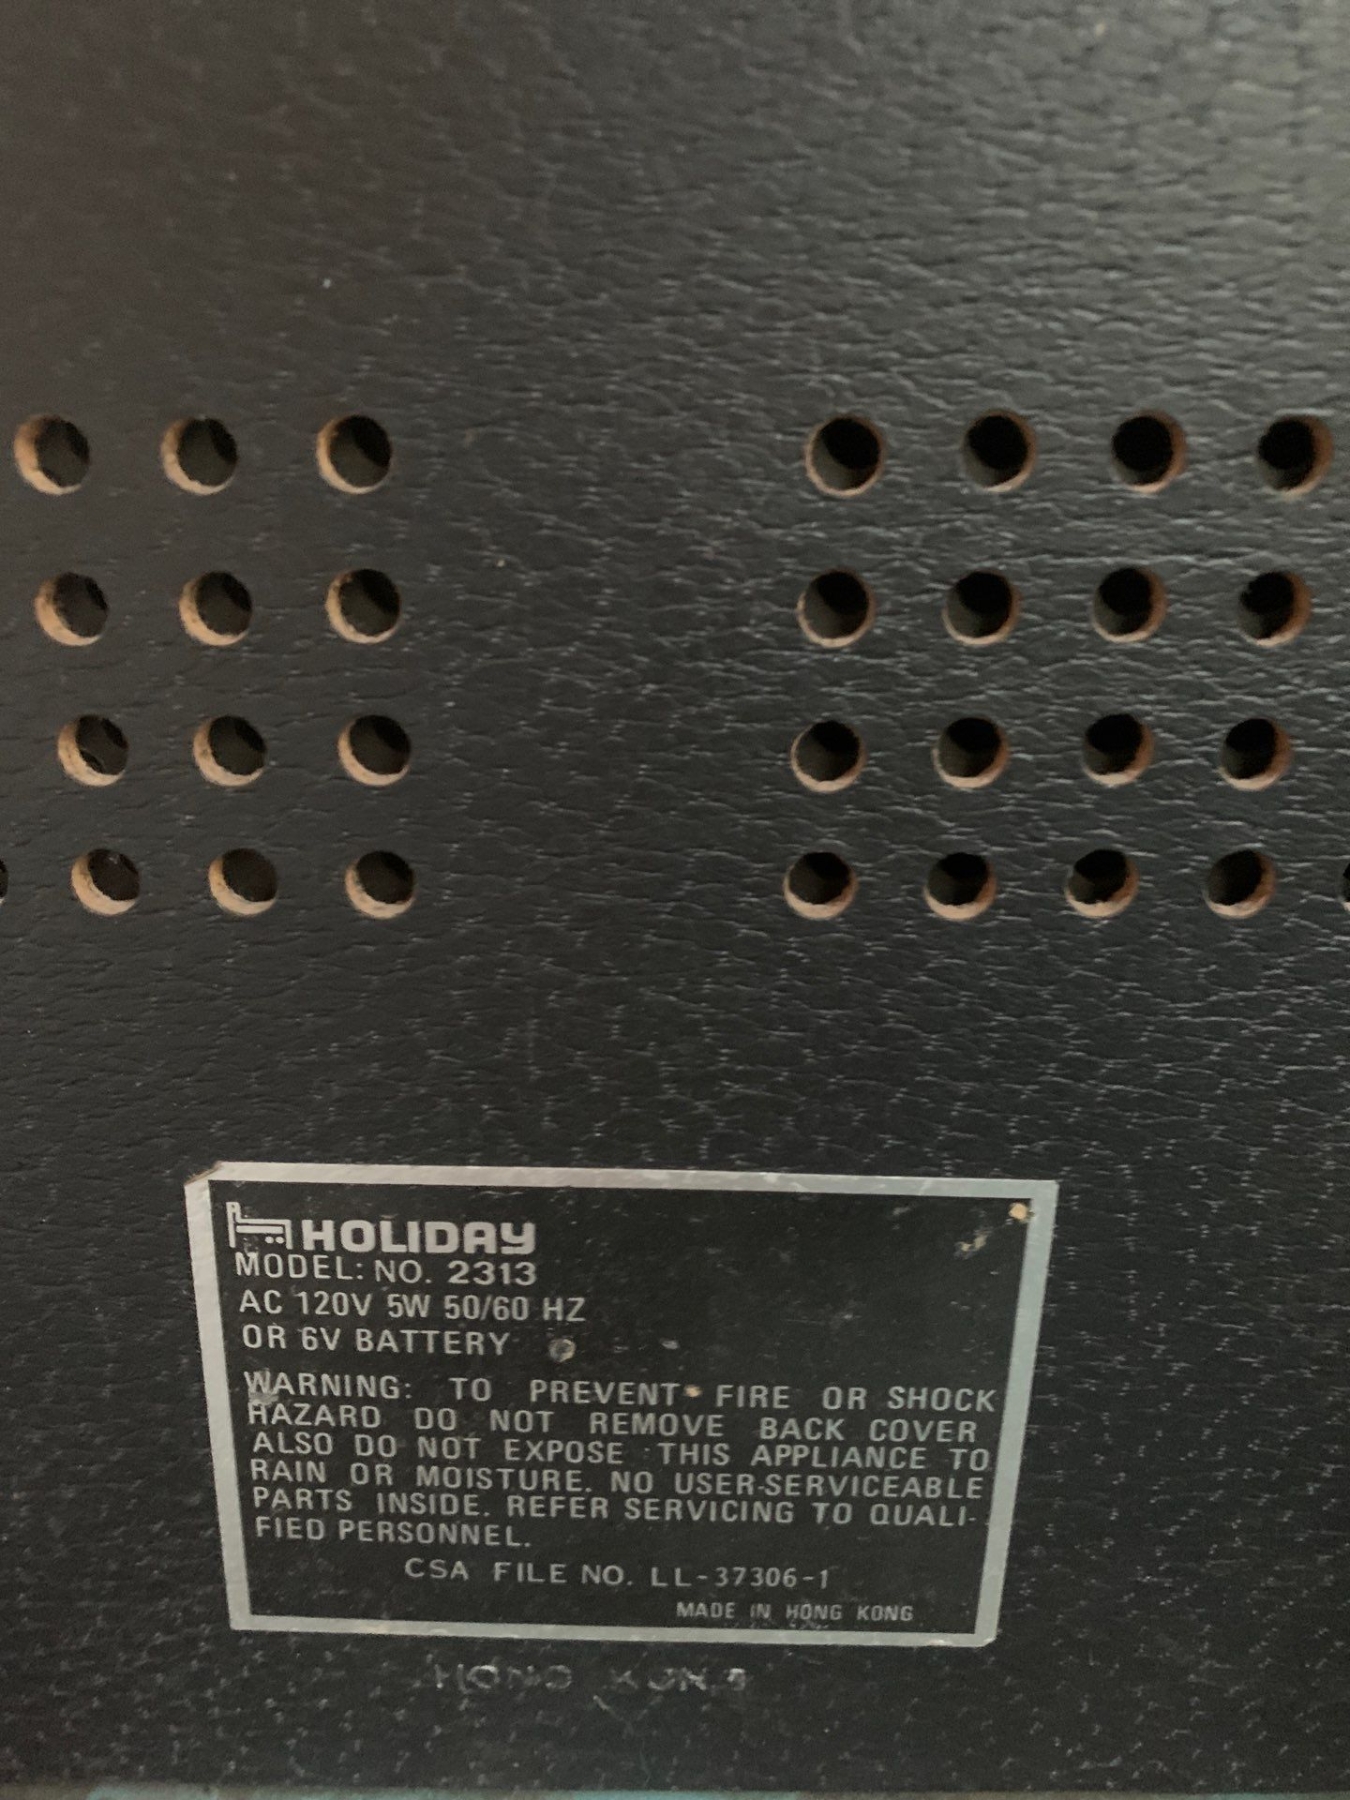 HOLIDAY
MODEL: NO. 2313
AC 120V 5W 50/60 HZ
OR 6V BATTERY
WARNING: TO PREVENT FIRE OR SHOCK
HAZARD DO NOT REMOVE BACK COVER
ALSO DO NOT EXPOSE THIS APPLIANCE TO
RAIN OR MOISTURE. NO USER-SERVICEABLE
PARTS INSIDE. REFER SERVICING TO QUALI-
FIED PERSONNEL.
CSA FILE NO. LL-37306-1
MADE IN HONG KONG
HONG KONG